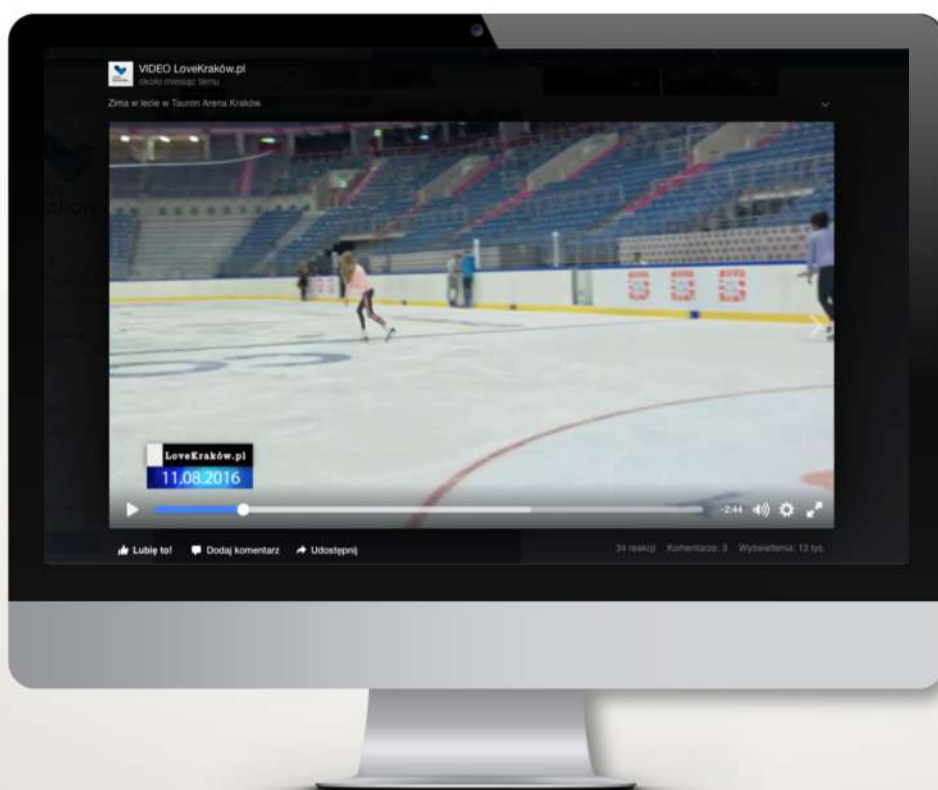 VIDEO LoveKraków.pl
około miesiąc temu
Zima w lecie w Tauron Arena Kraków.
LoveKraków.pl
11.08.2016
-2:44
Lubię to! Dodaj komentarz Udostępnij
34 reakcji Komentarze: 3 Wyświetlenia: 13 tys.